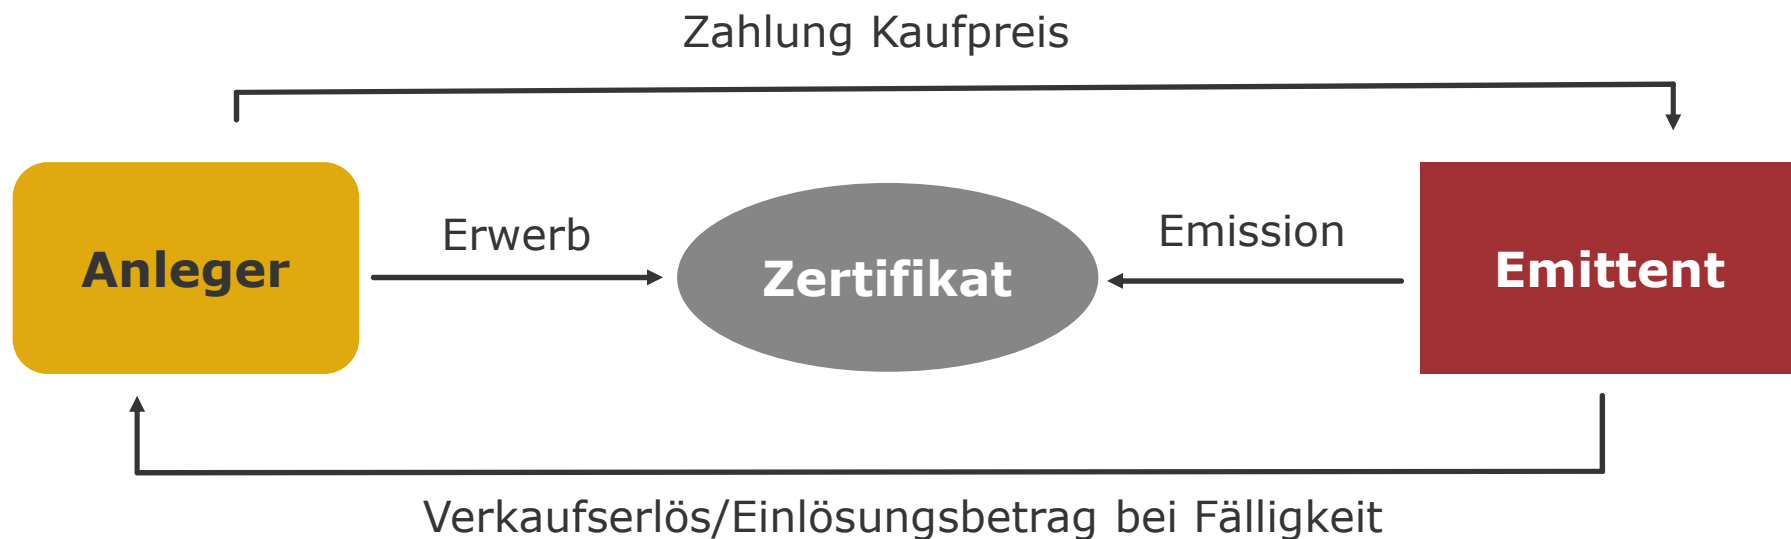 Zahlung Kaufpreis
Anleger
Erwerb
Zertifikat
Emission
Emittent
Verkaufserlös/Einlösungsbetrag bei Fälligkeit